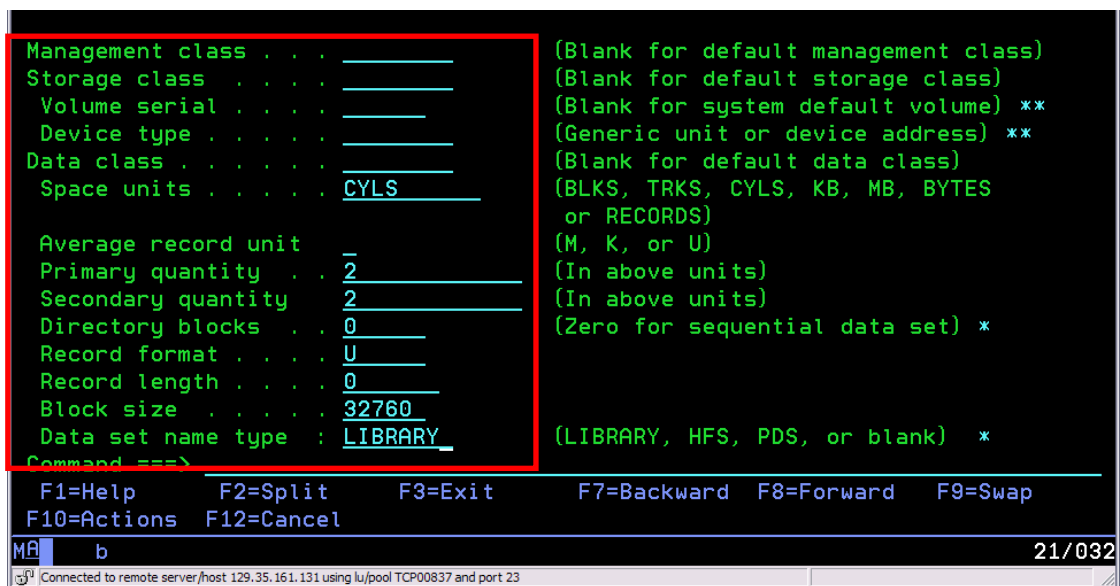 Management class . . .           (Blank for default management class)
Storage class  . . . .           (Blank for default storage class)
Volume serial . . . .           (Blank for system default volume) **
Device type . . . . .           (Generic unit or device address) **
Data class . . . . . .           (Blank for default data class)
Space units . . . . . CYLS      (BLKS, TRKS, CYLS, KB, MB, BYTES
or RECORDS)
Average record unit   _         (M, K, or U)
Primary quantity  . . 2         (In above units)
Secondary quantity    2         (In above units)
Directory blocks  . . 0         (Zero for sequential data set) *
Record format . . . . U
Record length . . . . 0
Block size  . . . . . 32760
Data set name type  : LIBRARY_  (LIBRARY, HFS, PDS, or blank)  *
Command ===>
F1=Help      F2=Split     F3=Exit      F7=Backward  F8=Forward   F9=Swap
F10=Actions  F12=Cancel
MA b 21/032
Connected to remote server/host 129.35.161.131 using lu/pool TCP00837 and port 23